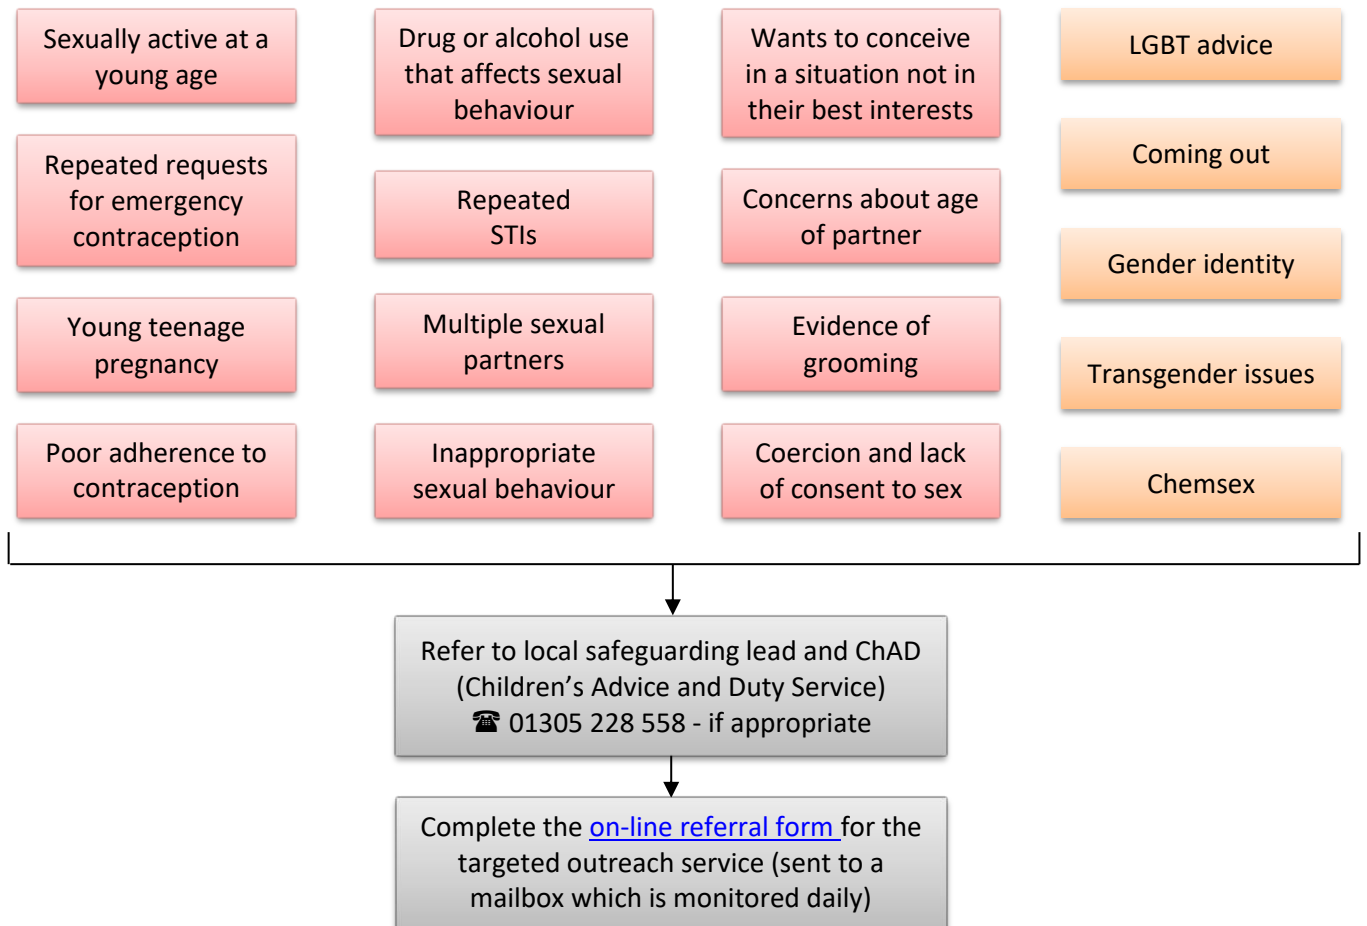 Sexually active at a
young age
Repeated requests
for emergency
contraception
Young teenage
pregnancy
Poor adherence to
contraception
Drug or alcohol use
that affects sexual
behaviour
Repeated
STIs
Multiple sexual
partners
Inappropriate
sexual behaviour
Wants to conceive
in a situation not in
their best interests
Concerns about age
of partner
Evidence of
grooming
Coercion and lack
of consent to sex
LGBT advice
Coming out
Gender identity
Transgender issues
Chemsex
Refer to local safeguarding lead and ChAD
(Children’s Advice and Duty Service)
☎ 01305 228 558 - if appropriate
Complete the on-line referral form for the
targeted outreach service (sent to a
mailbox which is monitored daily)